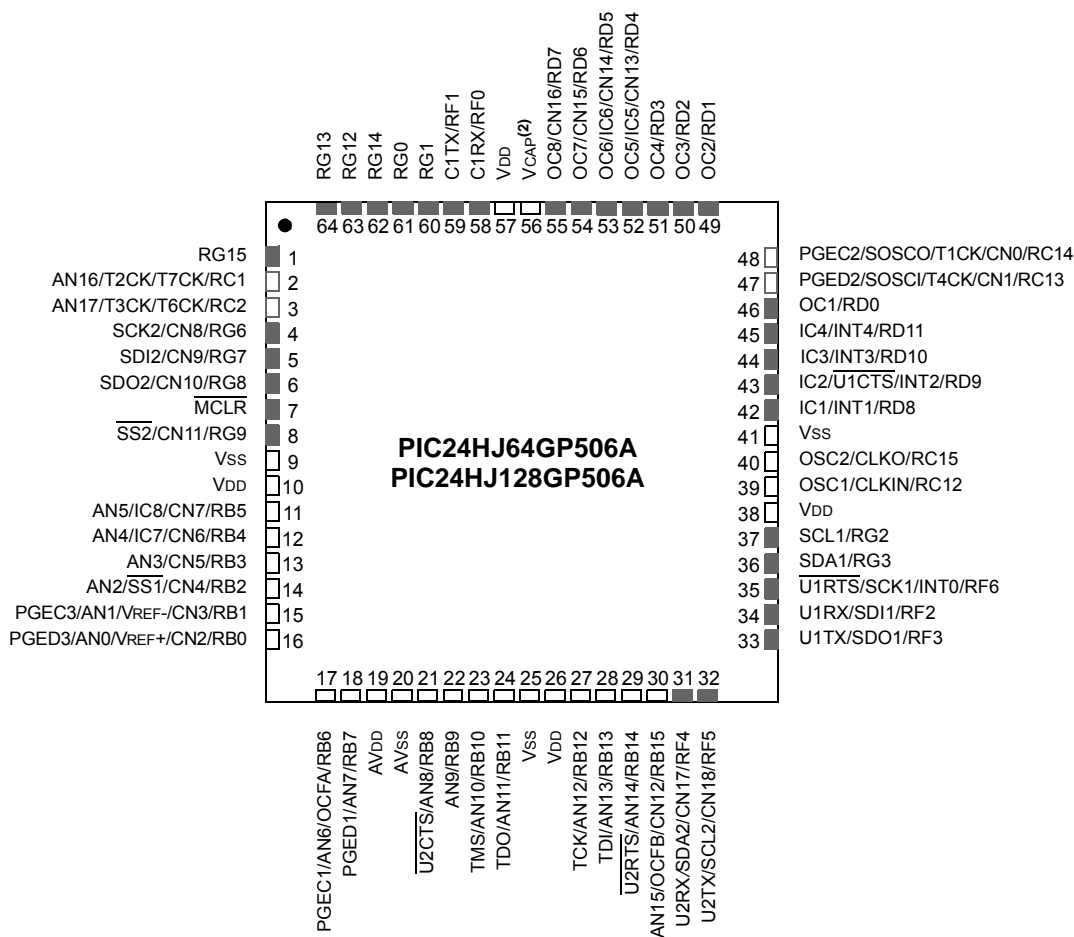 RG13
RG12
RG14
RG0
RG1
C1TX/RF1
C1RX/RF0
VDD
VCAP(2)
OC8/CN16/RD7
OC7/CN15/RD6
OC6/IC6/CN14/RD5
OC5/IC5/CN13/RD4
OC4/RD3
OC3/RD2
OC2/RD1
64 63 62 61 60 59 58 57 56 55 54 53 52 51 50 49
RG15 1
AN16/T2CK/T7CK/RC1 2
AN17/T3CK/T6CK/RC2 3
SCK2/CN8/RG6 4
SDI2/CN9/RG7 5
SDO2/CN10/RG8 6
MCLR 7
SS2/CN11/RG9 8
VSS 9
VDD 10
AN5/IC8/CN7/RB5 11
AN4/IC7/CN6/RB4 12
AN3/CN5/RB3 13
AN2/SS1/CN4/RB2 14
PGEC3/AN1/VREF-/CN3/RB1 15
PGED3/AN0/VREF+/CN2/RB0 16
PIC24HJ64GP506A
PIC24HJ128GP506A
48 PGEC2/SOSCO/T1CK/CN0/RC14
47 PGED2/SOSCI/T4CK/CN1/RC13
46 OC1/RD0
45 IC4/INT4/RD11
44 IC3/INT3/RD10
43 IC2/U1CTS/INT2/RD9
42 IC1/INT1/RD8
41 VSS
40 OSC2/CLKO/RC15
39 OSC1/CLKIN/RC12
38 VDD
37 SCL1/RG2
36 SDA1/RG3
35 U1RTS/SCK1/INT0/RF6
34 U1RX/SDI1/RF2
33 U1TX/SDO1/RF3
17 18 19 20 21 22 23 24 25 26 27 28 29 30 31 32
PGEC1/AN6/OCFA/RB6
PGED1/AN7/RB7
AVDD
AVSS
U2CTS/AN8/RB8
AN9/RB9
TMS/AN10/RB10
TDO/AN11/RB11
VSS
VDD
TCK/AN12/RB12
TDI/AN13/RB13
U2RTS/AN14/RB14
AN15/OCFB/CN12/RB15
U2RX/SDA2/CN17/RF4
U2TX/SCL2/CN18/RF5